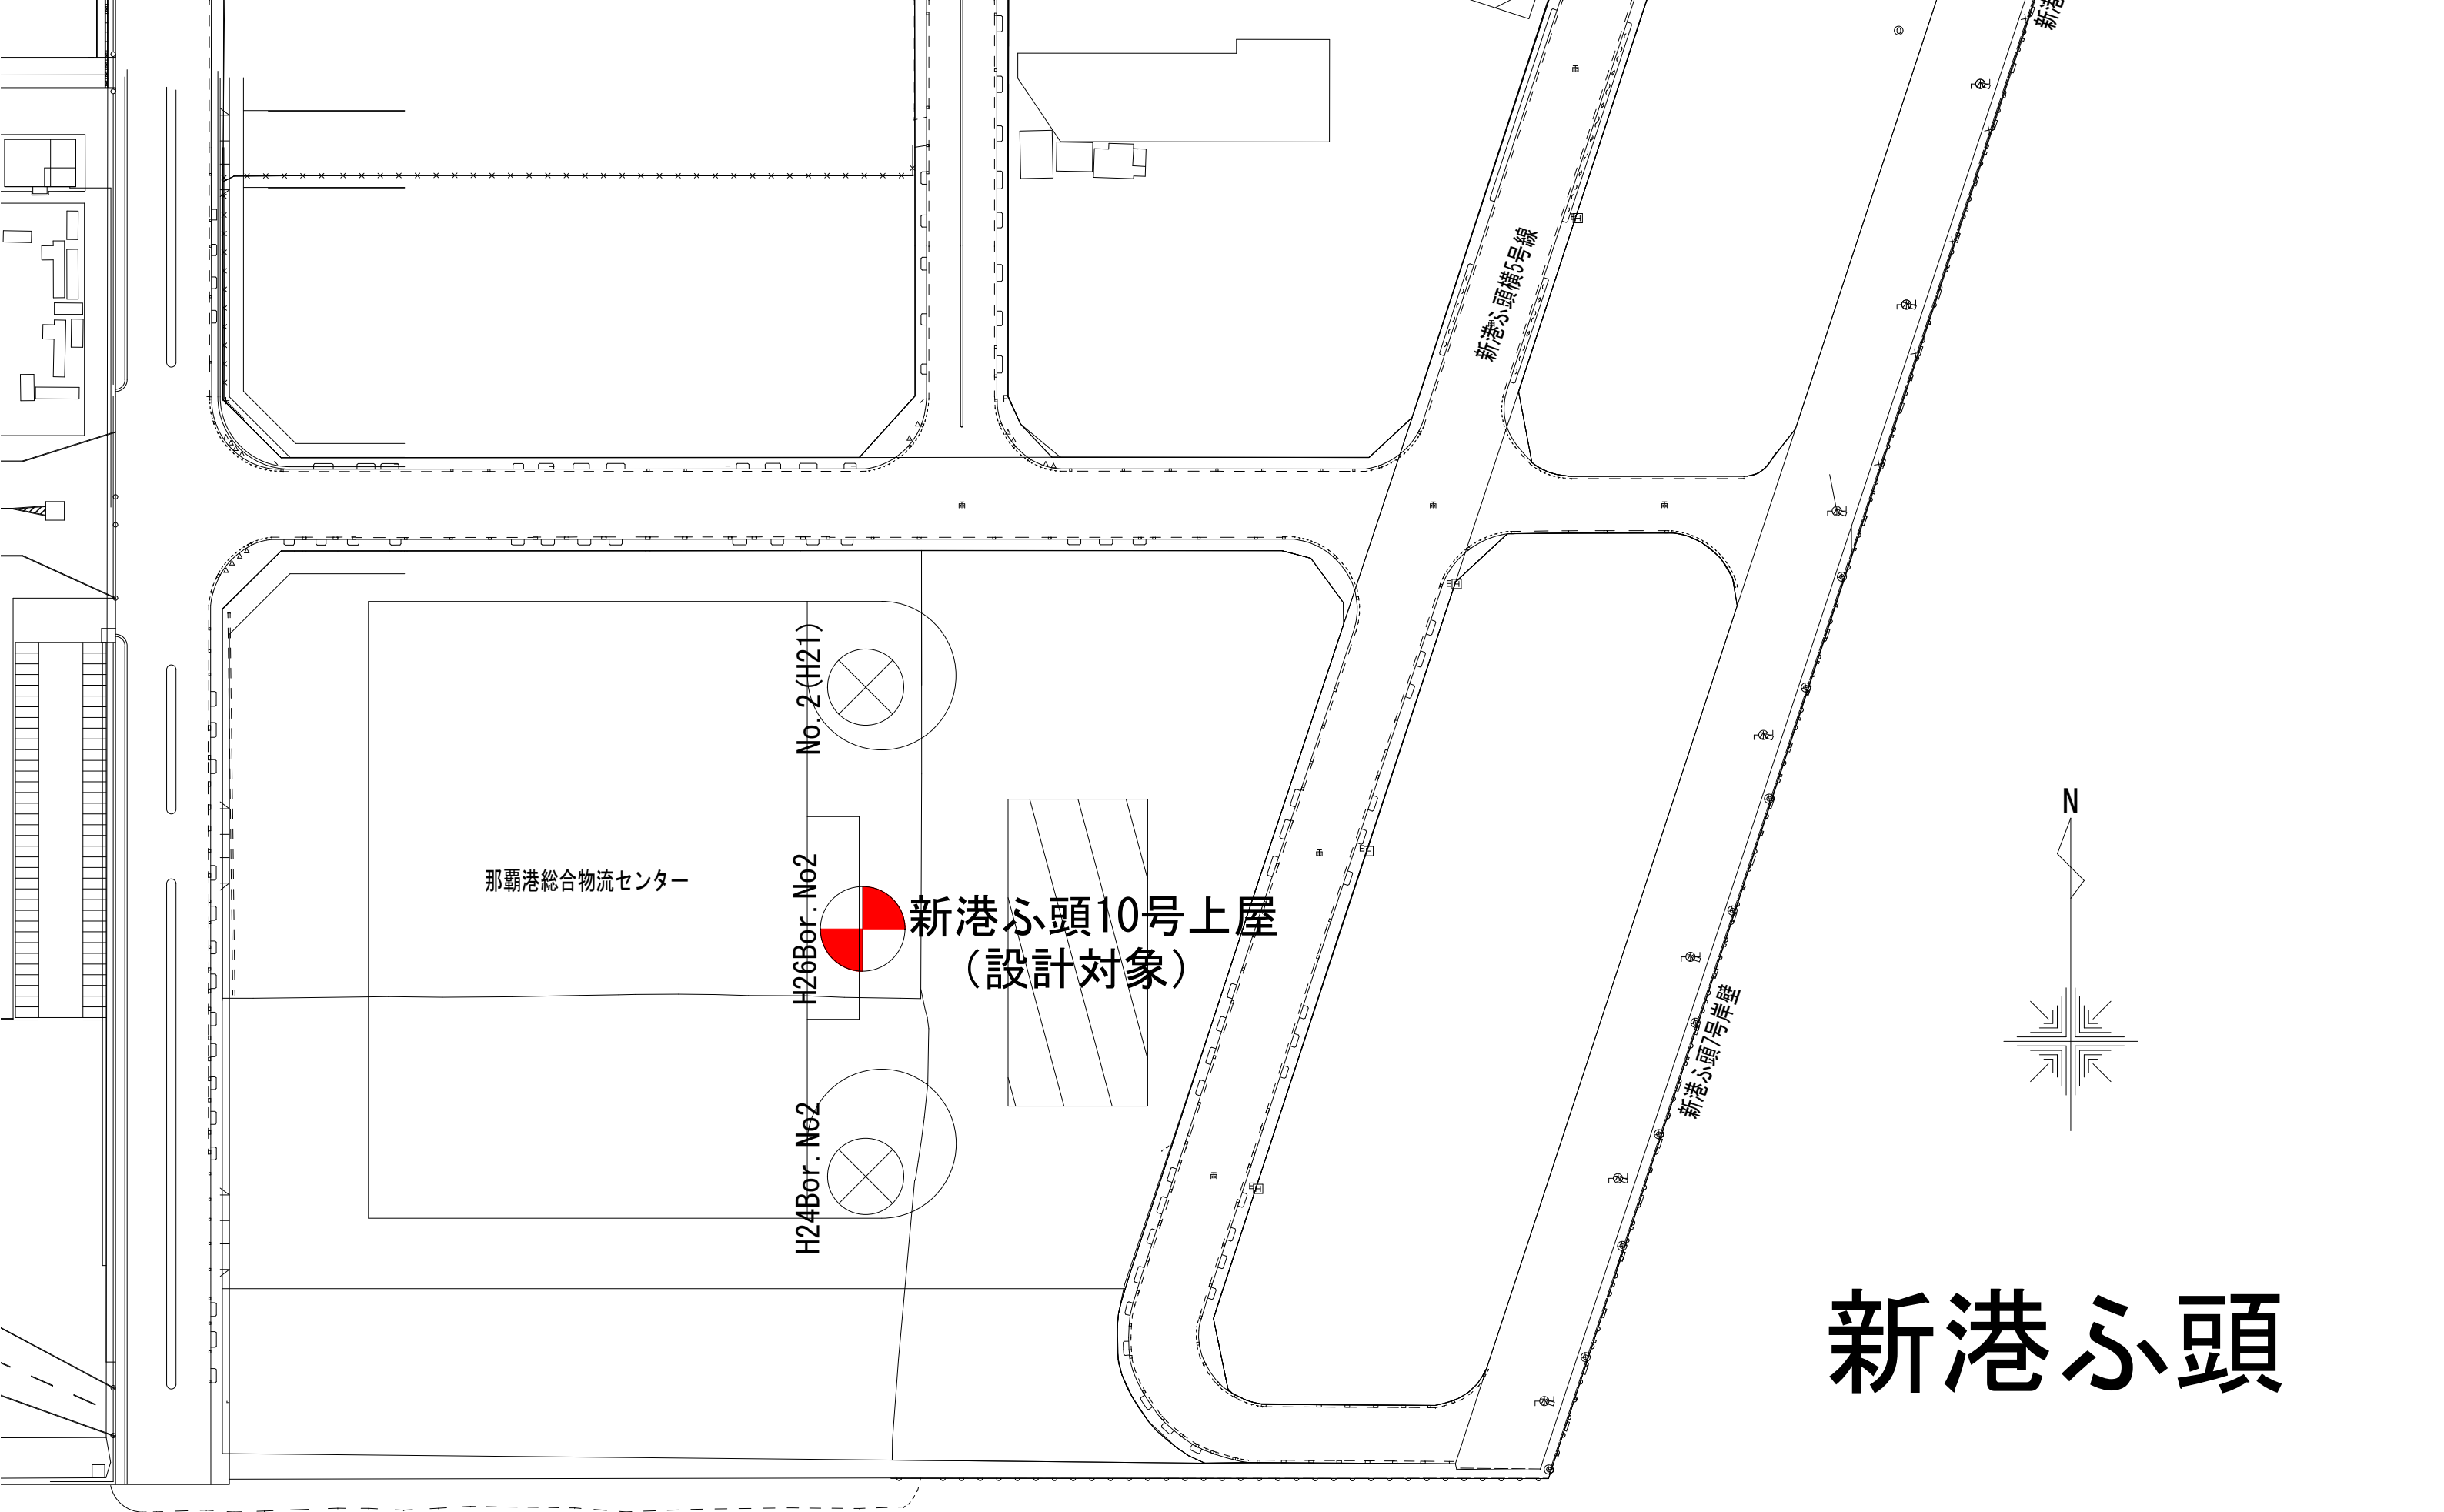 新港
新港ふ頭横5号線
No.2(H21)
N
那覇港総合物流センター
H26Bor.No2
新港ふ頭10号上屋
(設計対象)
新港ふ頭7号岸壁
H24Bor.No2
新港ふ頭